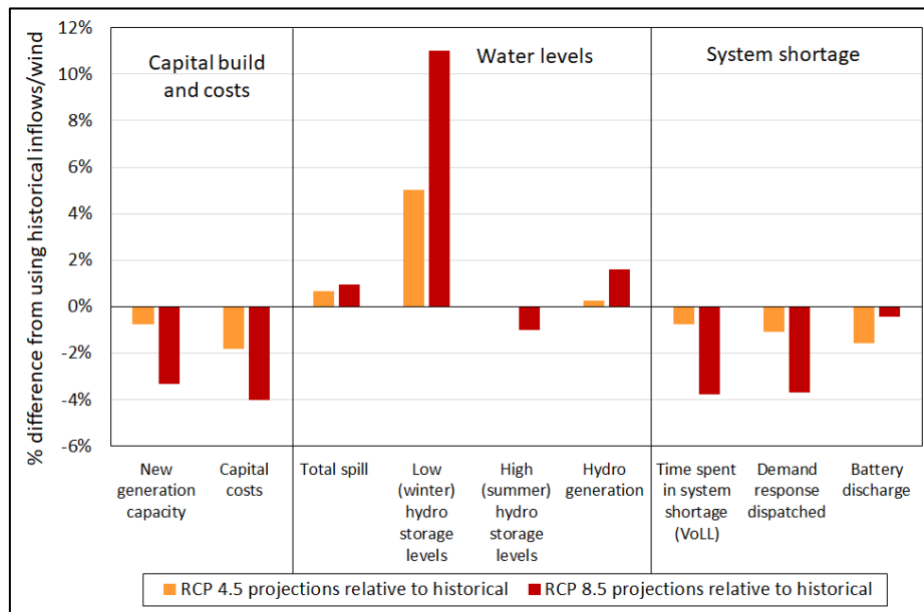 % difference from using historical inflows/wind
12%
10%
8%
6%
4%
2%
0%
-2%
-4%
-6%
Capital build
and costs
Water levels
System shortage
New
generation
capacity
Capital
costs
Total spill
Low
(winter)
hydro
storage
levels
High
(summer)
hydro
storage
levels
Hydro
generation
Time spent
in system
shortage
(VoLL)
Demand
response
dispatched
Battery
discharge
RCP 4.5 projections relative to historical
RCP 8.5 projections relative to historical